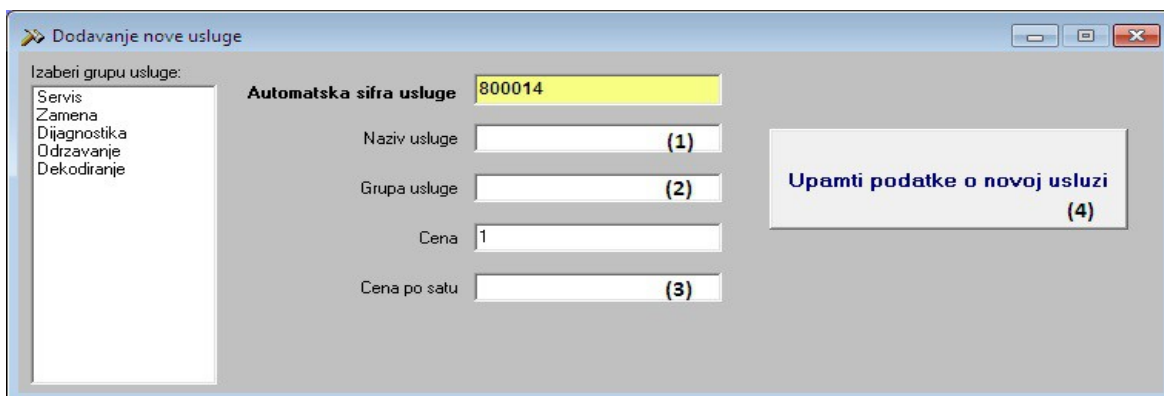 Dodavanje nove usluge
Izaberi grupu usluge:
Servis
Zamena
Dijagnostika
Odrzavanje
Dekodiranje
Automatska sifra usluge 800014
Naziv usluge (1)
Grupa usluge (2)
Cena 1
Cena po satu (3)
Upamti podatke o novoj usluzi
(4)